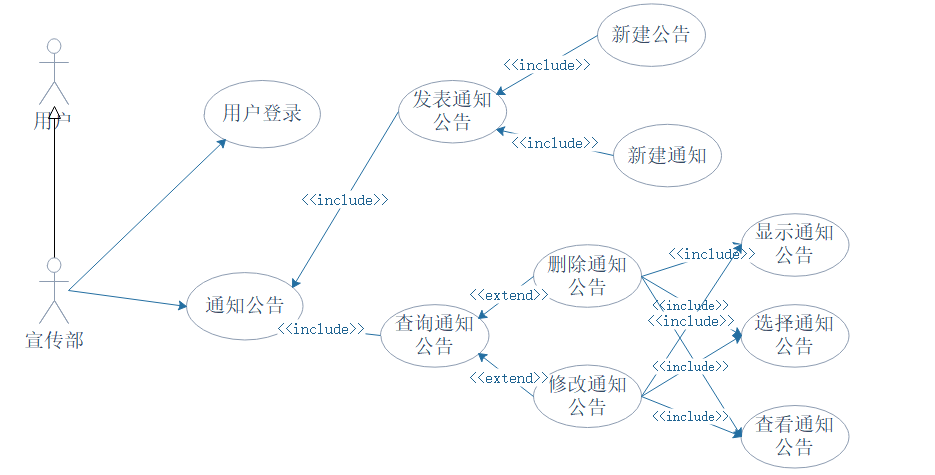 新建公告
<<include>>
用户
用户登录
发表通知
公告
<<include>>
新建通知
<<include>>
显示通知
公告
<<include>>
删除通知
公告
<<extend>>
通知公告
<<include>>
查询通知
公告
<<include>>
<<include>>
选择通知
公告
宣传部
<<extend>>
修改通知
公告
<<include>>
<<include>>
查看通知
公告